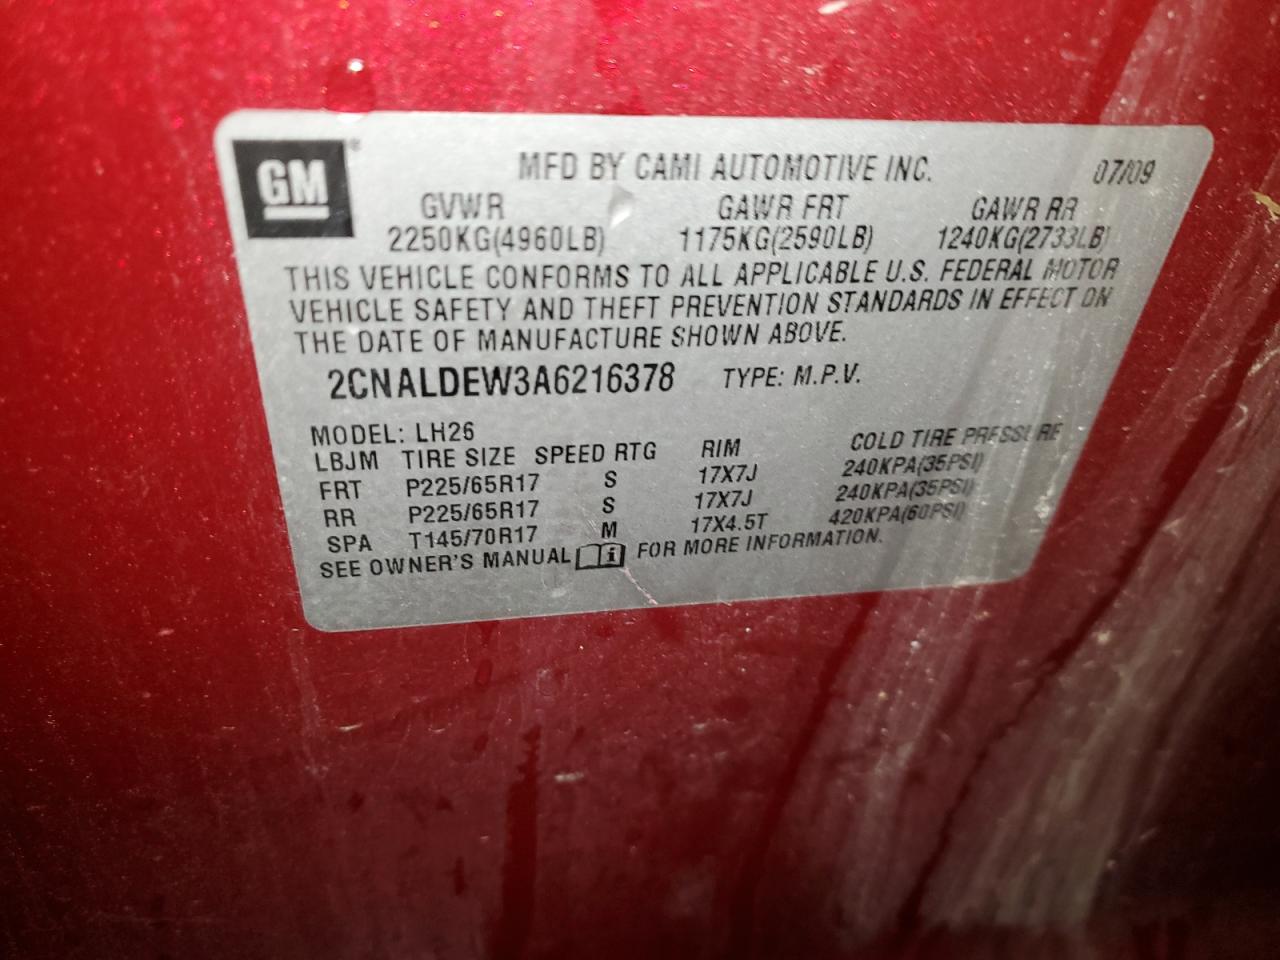 GM®
MFD BY CAMI AUTOMOTIVE INC. 07/09
GVWR GAWR FRT GAWR RR
2250KG(4960LB) 1175KG(2590LB) 1240KG(2733LB)
THIS VEHICLE CONFORMS TO ALL APPLICABLE U.S. FEDERAL MOTOR
VEHICLE SAFETY AND THEFT PREVENTION STANDARDS IN EFFECT ON
THE DATE OF MANUFACTURE SHOWN ABOVE.
2CNALDEW3A6216378 TYPE: M.P.V.
MODEL: LH26
LBJM TIRE SIZE SPEED RTG RIM COLD TIRE PRESSURE
FRT P225/65R17 S 17X7J 240KPA(35PSI)
RR P225/65R17 S 17X7J 240KPA(35PSI)
SPA T145/70R17 M 17X4.5T 420KPA(60PSI)
SEE OWNER'S MANUAL i FOR MORE INFORMATION.